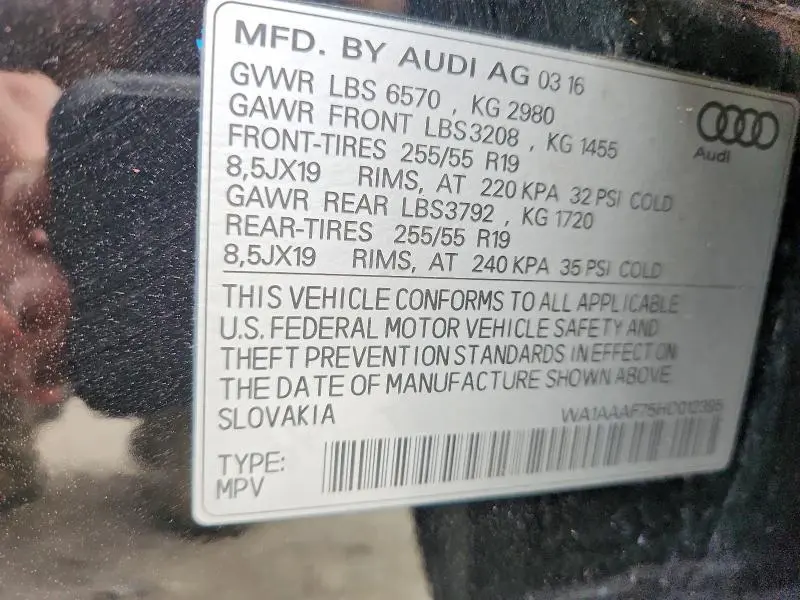 MFD. BY AUDI AG 03 16
GVWR LBS 6570 , KG 2980
GAWR FRONT LBS3208 , KG 1455
FRONT-TIRES 255/55 R19
8,5JX19 RIMS, AT 220 KPA 32 PSI COLD
GAWR REAR LBS3792 , KG 1720
REAR-TIRES 255/55 R19
8,5JX19 RIMS, AT 240 KPA 35 PSI COLD
Audi
THIS VEHICLE CONFORMS TO ALL APPLICABLE
U.S. FEDERAL MOTOR VEHICLE SAFETY AND
THEFT PREVENTION STANDARDS IN EFFECT ON
THE DATE OF MANUFACTURE SHOWN ABOVE
SLOVAKIA
TYPE:
MPV